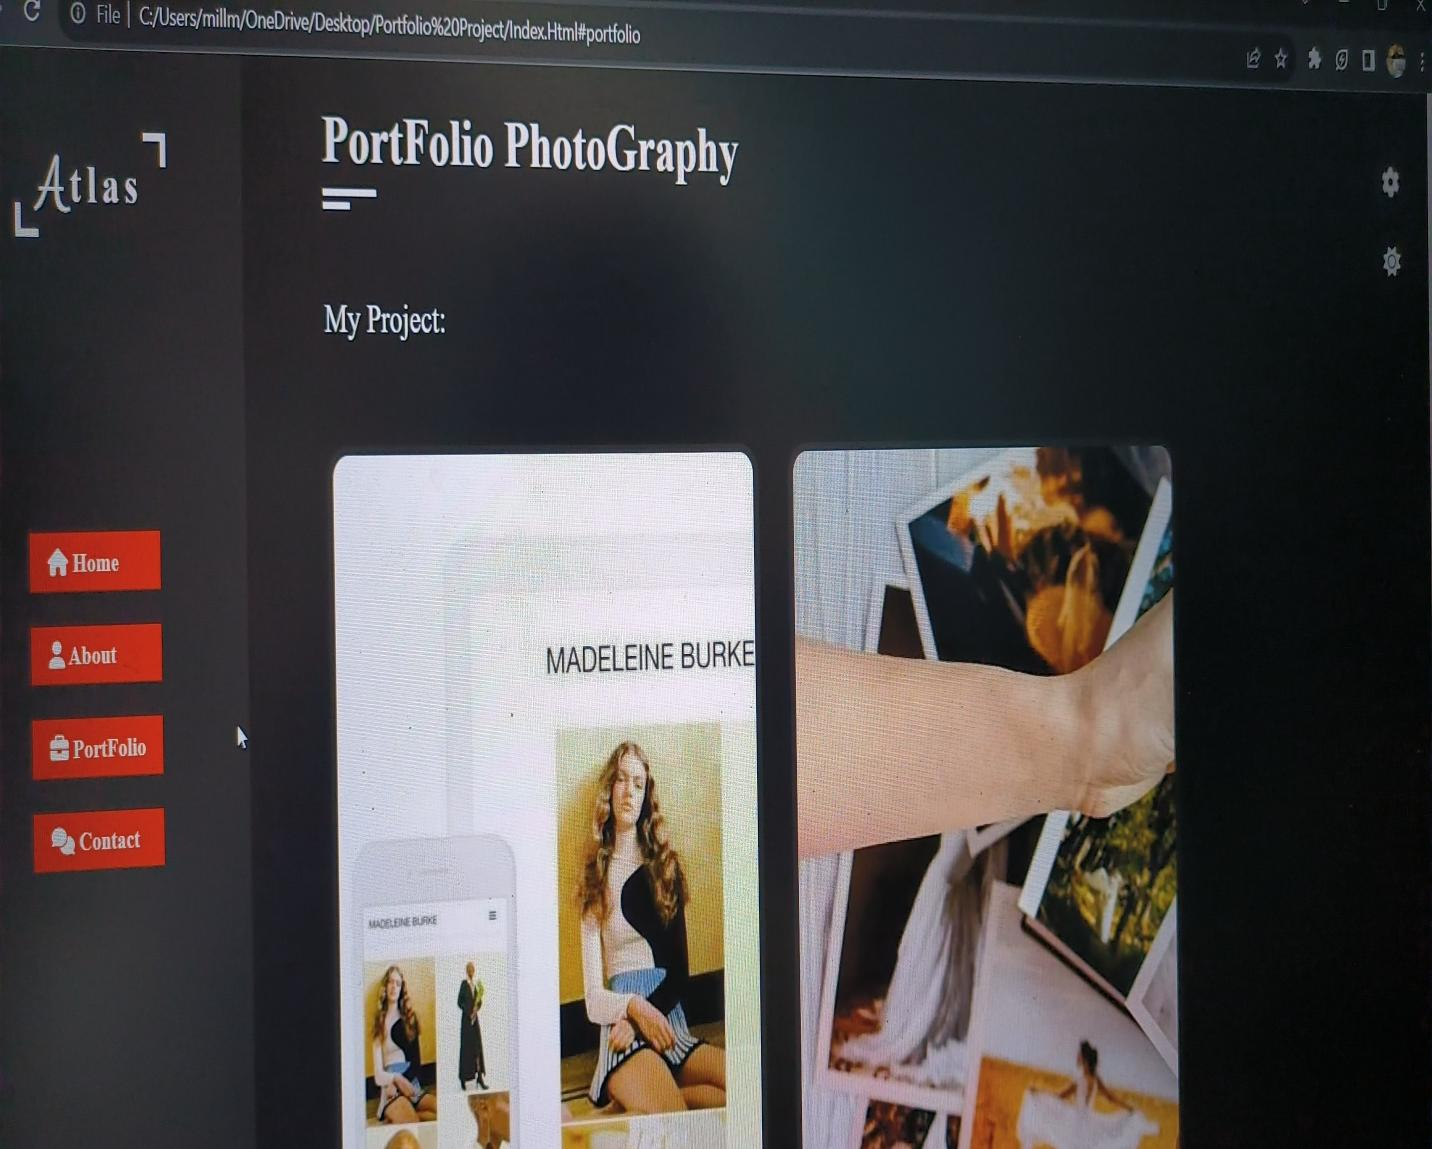 File | C:/Users/millm/OneDrive/Desktop/Portfolio%20Project/Index.Html#portfolio
Atlas
PortFolio PhotoGraphy
My Project:
Home
About
PortFolio
Contact
MADELEINE BURKE
MADELEINE BURKE